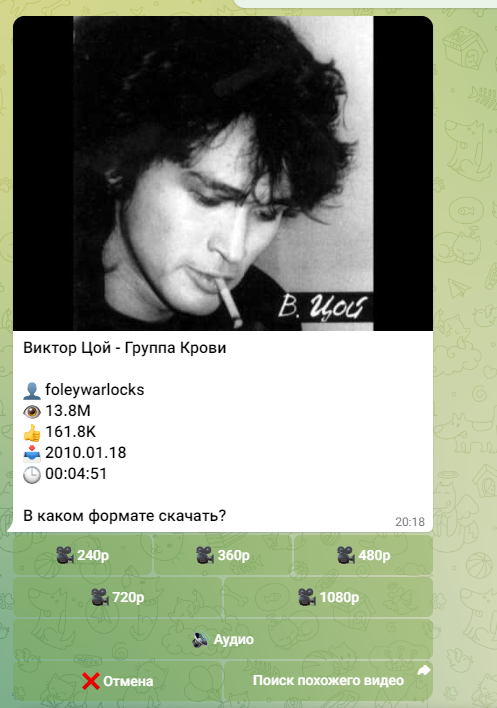 В. Цой
Виктор Цой - Группа Крови
foleywarlocks
13.8M
161.8K
2010.01.18
00:04:51
В каком формате скачать?
20:18
240p 360p 480p
720p 1080p
Аудио
Отмена Поиск похожего видео